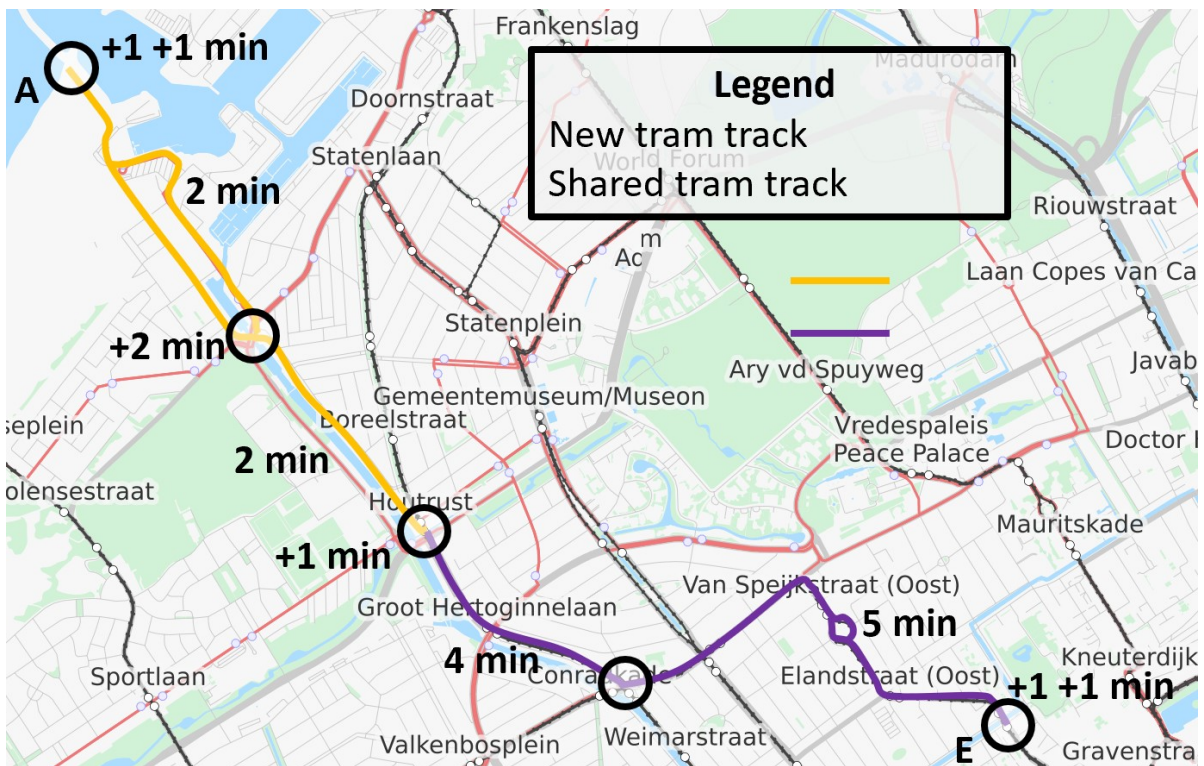 +1 +1 min
A
Frankenslag
Madurodam
Legend
New tram track
Shared tram track
World Forum
Doornstraat
Statenlaan
2 min
Riouwstraat
m
Ad
Laan Copes van Ca
Statenplein
+2 min
Ary vd Spuyweg
Javab
Gemeentemuseum/Museon
Boreelstraat
seplein
Vredespaleis
Peace Palace
Doctor
2 min
olensestraat
Houtrust
Mauritskade
+1 min
Van Speijkstraat (Oost)
Groot Hertoginnelaan
5 min
4 min
Conradkade
Elandstraat (Oost)
Kneuterdijk
Sportlaan
+1 +1 min
Valkenbosplein
Weimarstraat
E
Gravenstra